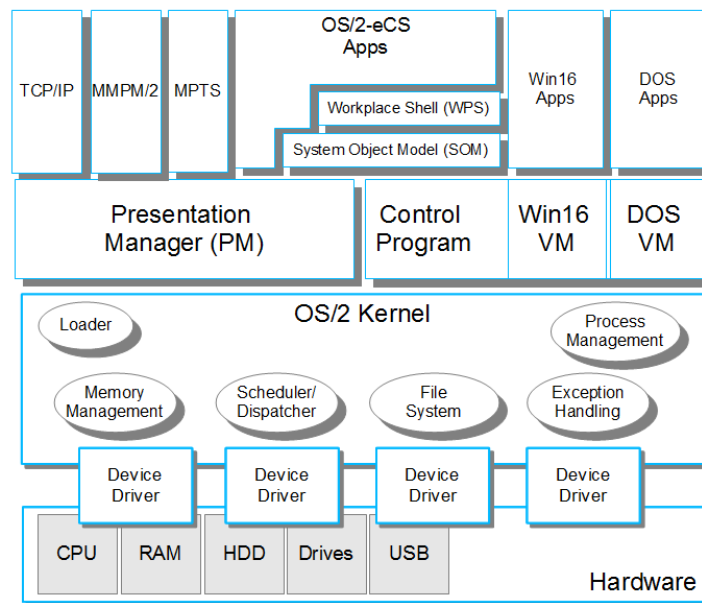 OS/2-eCS
Apps
TCP/IP
MMPM/2
MPTS
Win16
Apps
DOS
Apps
Workplace Shell (WPS)
System Object Model (SOM)
Presentation
Manager (PM)
Control
Program
Win16
VM
DOS
VM
OS/2 Kernel
Loader
Process
Management
Memory
Management
Scheduler/
Dispatcher
File
System
Exception
Handling
Device
Driver
Device
Driver
Device
Driver
Device
Driver
CPU
RAM
HDD
Drives
USB
Hardware